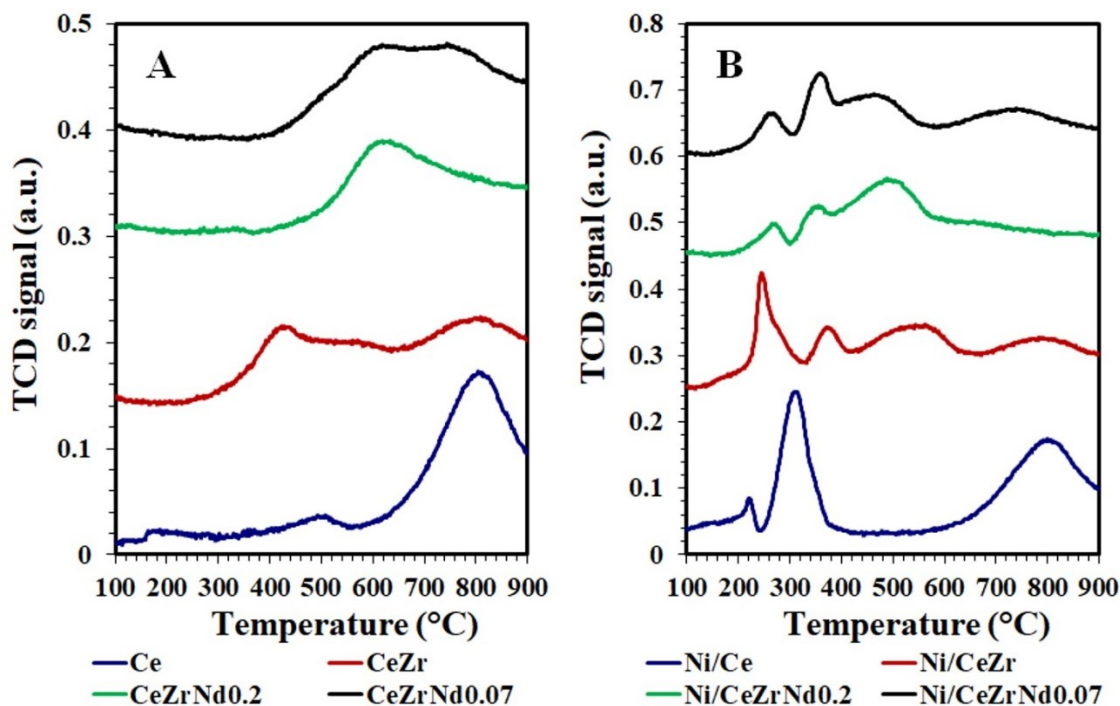 A
TCD signal (a.u.)
0.5
0.4
0.3
0.2
0.1
0
100 200 300 400 500 600 700 800 900
Temperature (°C)
Ce CeZr
CeZrNd0.2 CeZrNd0.07
B
TCD signal (a.u.)
0.8
0.7
0.6
0.5
0.4
0.3
0.2
0.1
0
100 200 300 400 500 600 700 800 900
Temperature (°C)
Ni/Ce Ni/CeZr
Ni/CeZrNd0.2 Ni/CeZrNd0.07